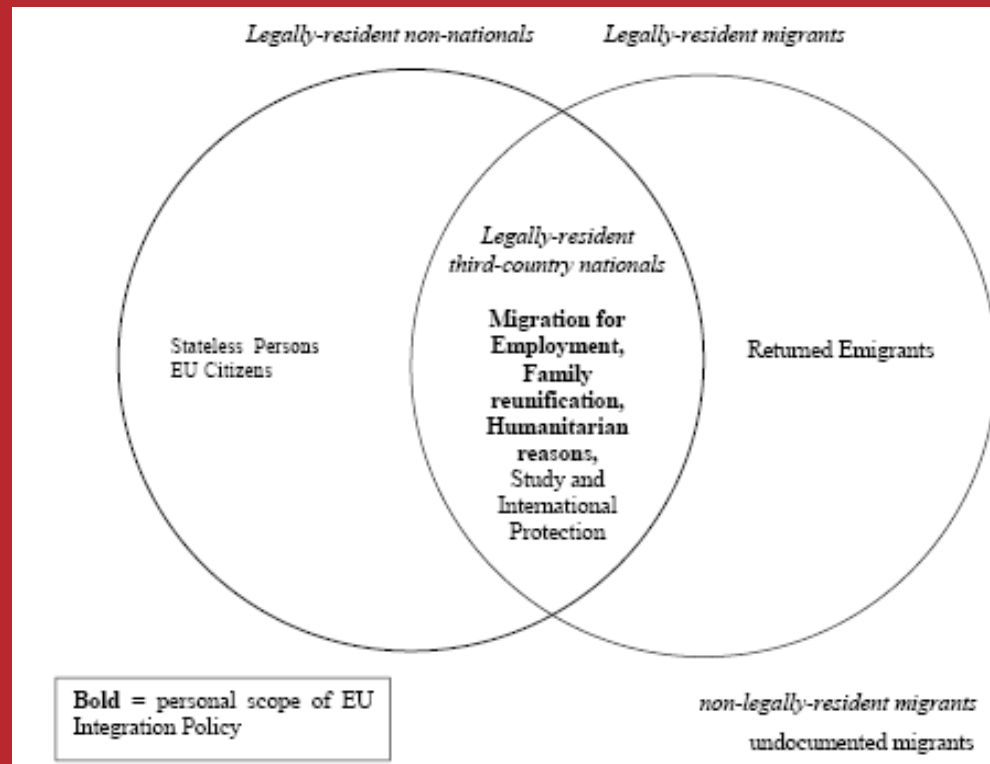 Legally-resident non-nationals
Legally-resident migrants
Legally-resident
third-country nationals
Migration for
Employment,
Family
reunification,
Humanitarian
reasons,
Study and
International
Protection
Stateless Persons
EU Citizens
Returned Emigrants
Bold = personal scope of EU
Integration Policy
non-legally-resident migrants
undocumented migrants